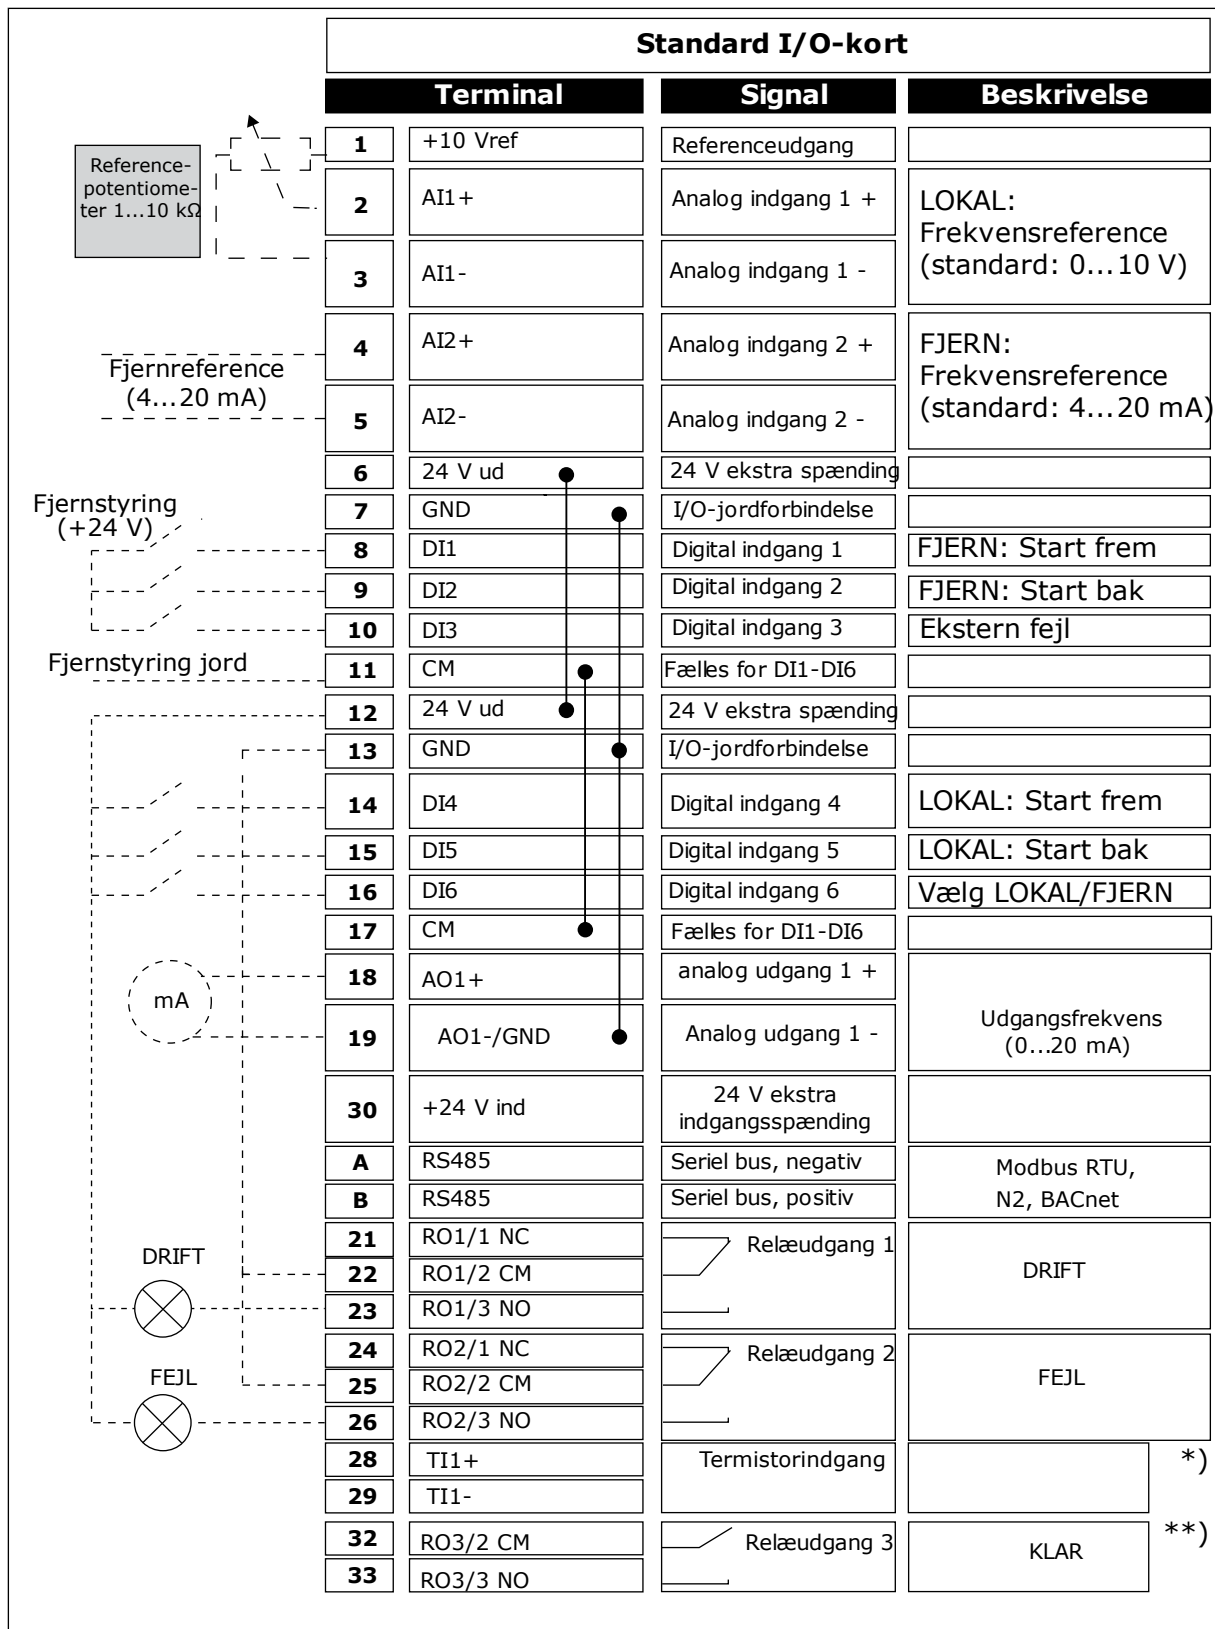 Standard I/O-kort
Terminal Signal Beskrivelse
Reference-
potentiome-
ter 1...10 kΩ
1 +10 Vref Referenceudgang
2 AI1+ Analog indgang 1 +
3 AI1- Analog indgang 1 -
LOKAL:
Frekvensreference
(standard: 0...10 V)
Fjernreference
(4...20 mA)
4 AI2+ Analog indgang 2 +
5 AI2- Analog indgang 2 -
FJERN:
Frekvensreference
(standard: 4...20 mA)
6 24 V ud 24 V ekstra spænding
Fjernstyring
(+24 V)
7 GND I/O-jordforbindelse
8 DI1 Digital indgang 1 FJERN: Start frem
9 DI2 Digital indgang 2 FJERN: Start bak
10 DI3 Digital indgang 3 Ekstern fejl
Fjernstyring jord
11 CM Fælles for DI1-DI6
12 24 V ud 24 V ekstra spænding
13 GND I/O-jordforbindelse
14 DI4 Digital indgang 4 LOKAL: Start frem
15 DI5 Digital indgang 5 LOKAL: Start bak
16 DI6 Digital indgang 6 Vælg LOKAL/FJERN
17 CM Fælles for DI1-DI6
mA
18 AO1+ analog udgang 1 +
19 AO1-/GND Analog udgang 1 -
Udgangsfrekvens
(0...20 mA)
30 +24 V ind 24 V ekstra
indgangsspænding
A RS485 Seriel bus, negativ
B RS485 Seriel bus, positiv
Modbus RTU,
N2, BACnet
21 RO1/1 NC Relæudgang 1
DRIFT
22 RO1/2 CM DRIFT
23 RO1/3 NO
24 RO2/1 NC Relæudgang 2
FEJL
25 RO2/2 CM FEJL
26 RO2/3 NO
28 TI1+ Termistorindgang *)
29 TI1-
32 RO3/2 CM Relæudgang 3 KLAR **)
33 RO3/3 NO